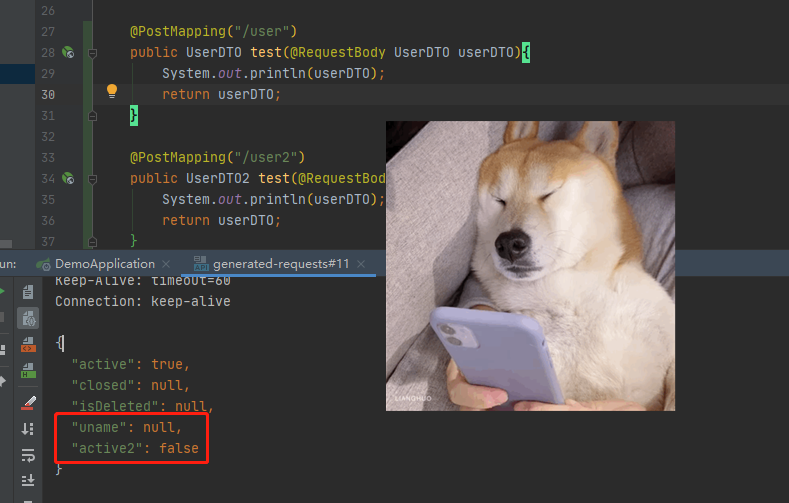 26
27 @PostMapping("/user")
28 public UserDTO test(@RequestBody UserDTO userDTO){
29 System.out.println(userDTO);
30 return userDTO;
31 }
32
33 @PostMapping("/user2")
34 public UserDTO2 test(@RequestBod
35 System.out.println(userDTO);
36 return userDTO;
37 }
un: DemoApplication × generated-requests#11 ×
Keep-Alive: timeout=60
Connection: keep-alive
{
"active": true,
"closed": null,
"isDeleted": null,
"uname": null,
"active2": false
}
LIANGHUO